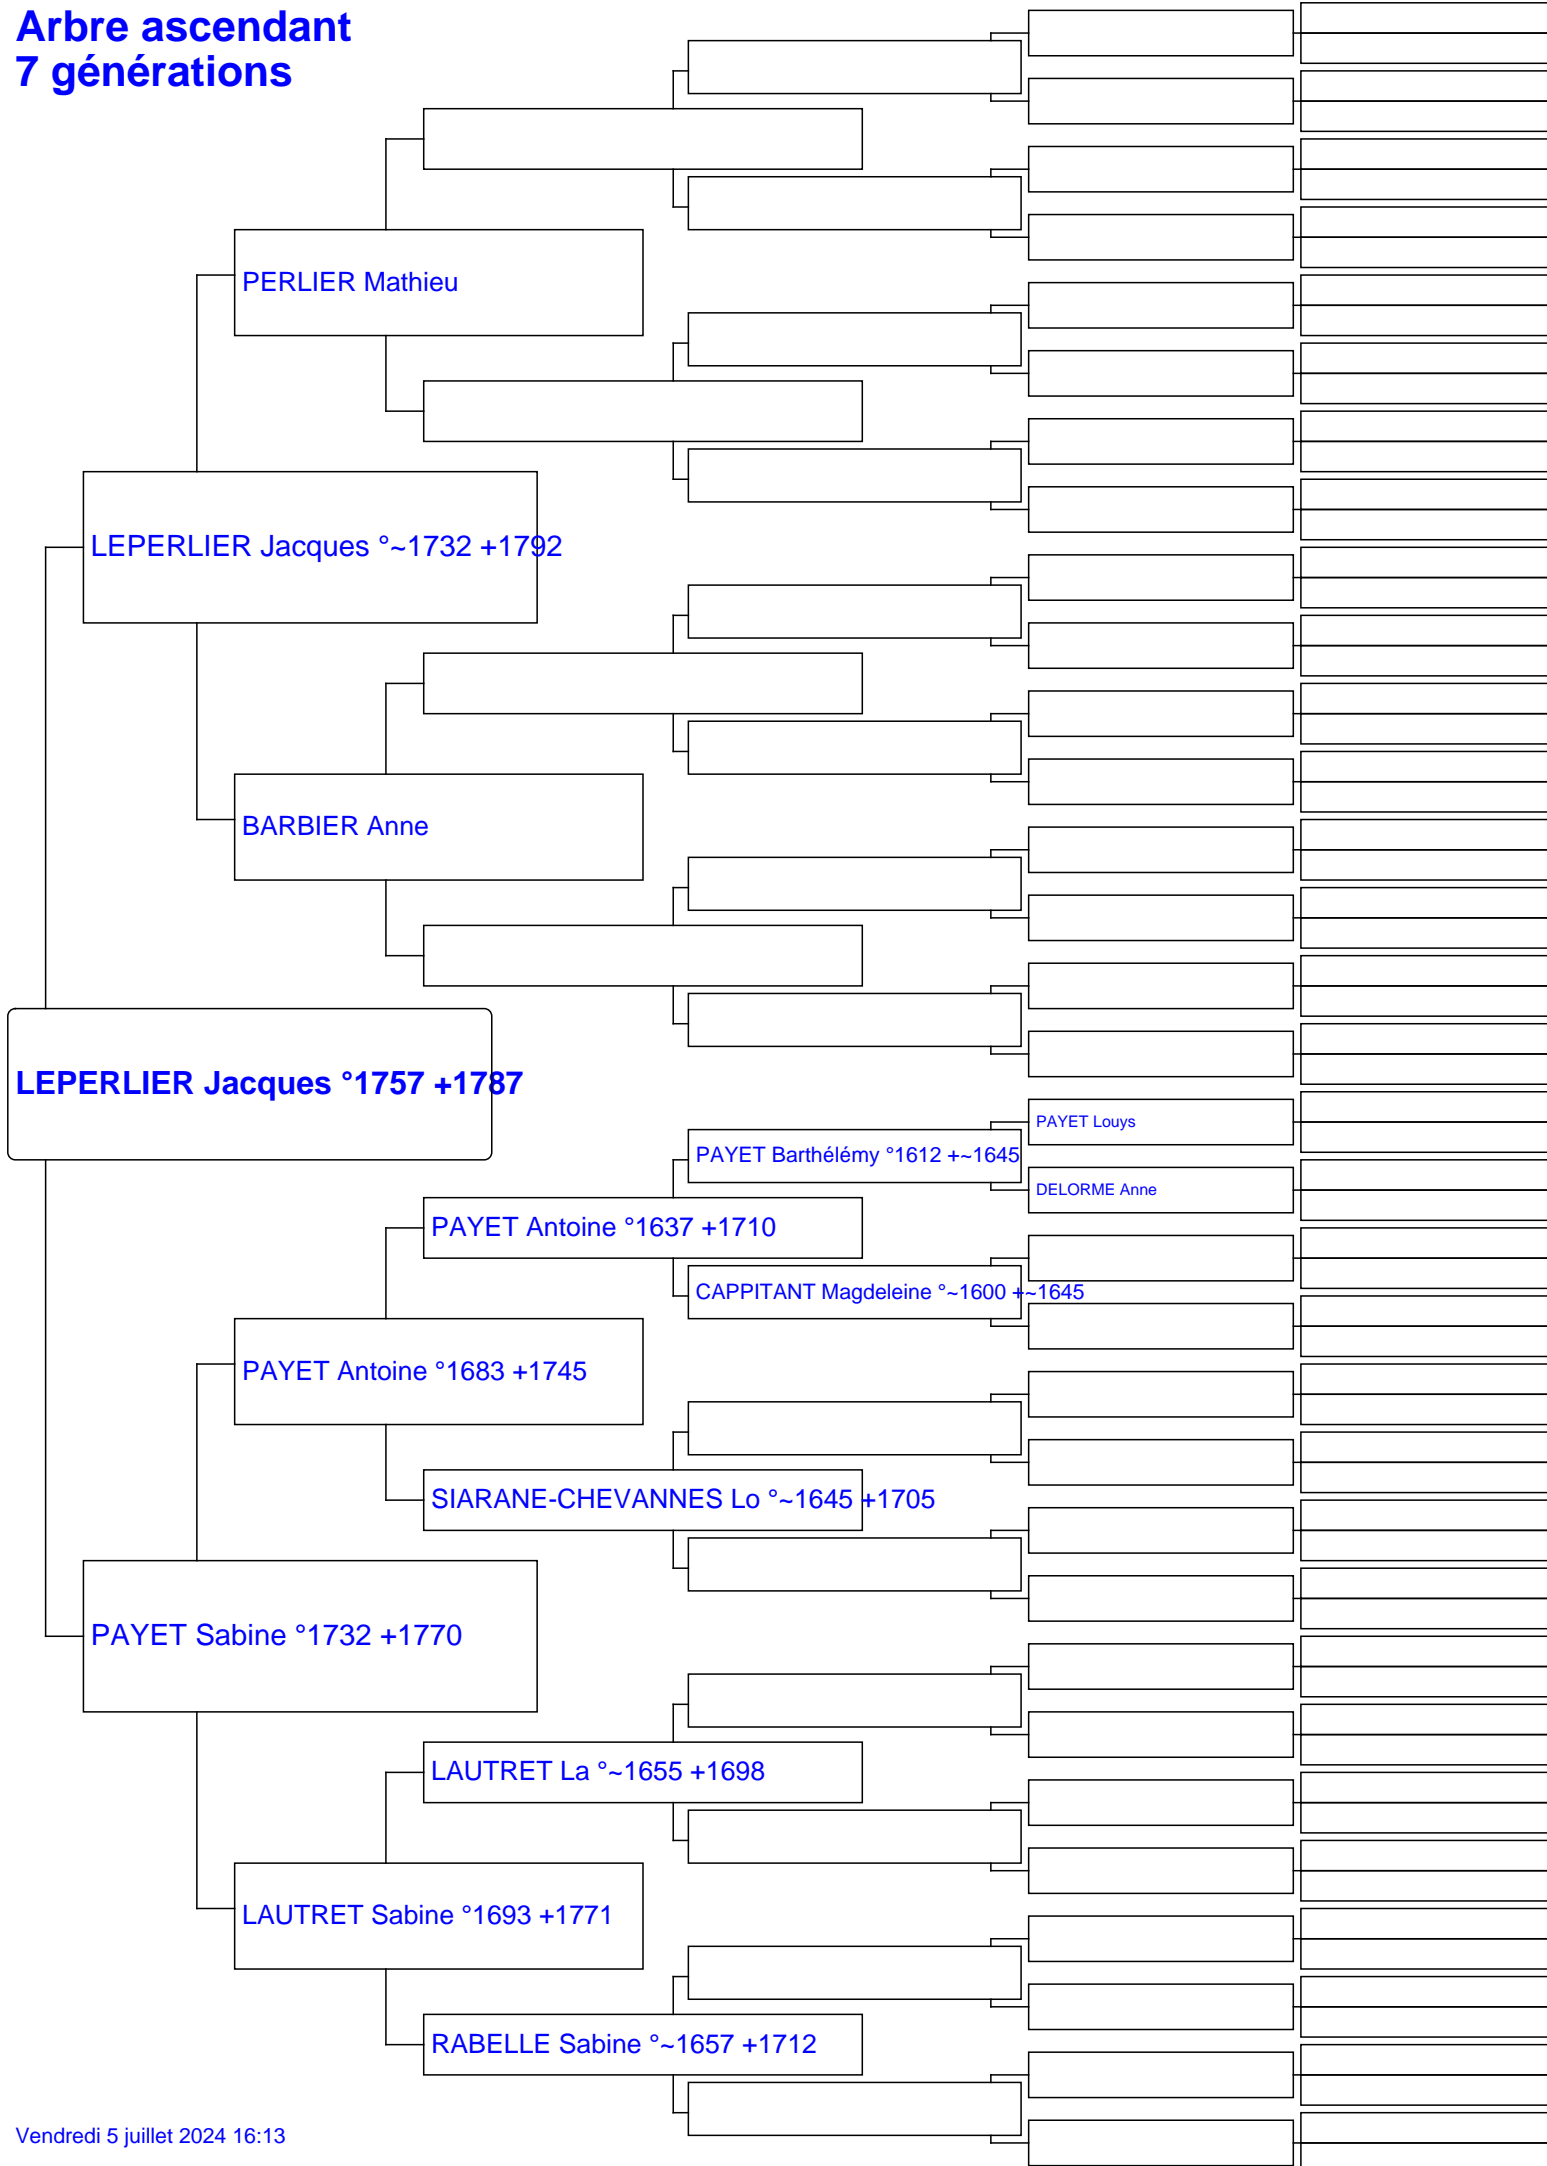 Arbre ascendant
7 générations
PERLIER Mathieu
LEPERLIER Jacques °~1732 +1792
BARBIER Anne
LEPERLIER Jacques °1757 +1787
PAYET Louys
PAYET Barthélémy °1612 +~1645
DELORME Anne
PAYET Antoine °1637 +1710
CAPPITANT Magdeleine °~1600 +~1645
PAYET Antoine °1683 +1745
SIARANE-CHEVANNES Lo °~1645 +1705
PAYET Sabine °1732 +1770
LAUTRET La °~1655 +1698
LAUTRET Sabine °1693 +1771
RABELLE Sabine °~1657 +1712
Vendredi 5 juillet 2024 16:13